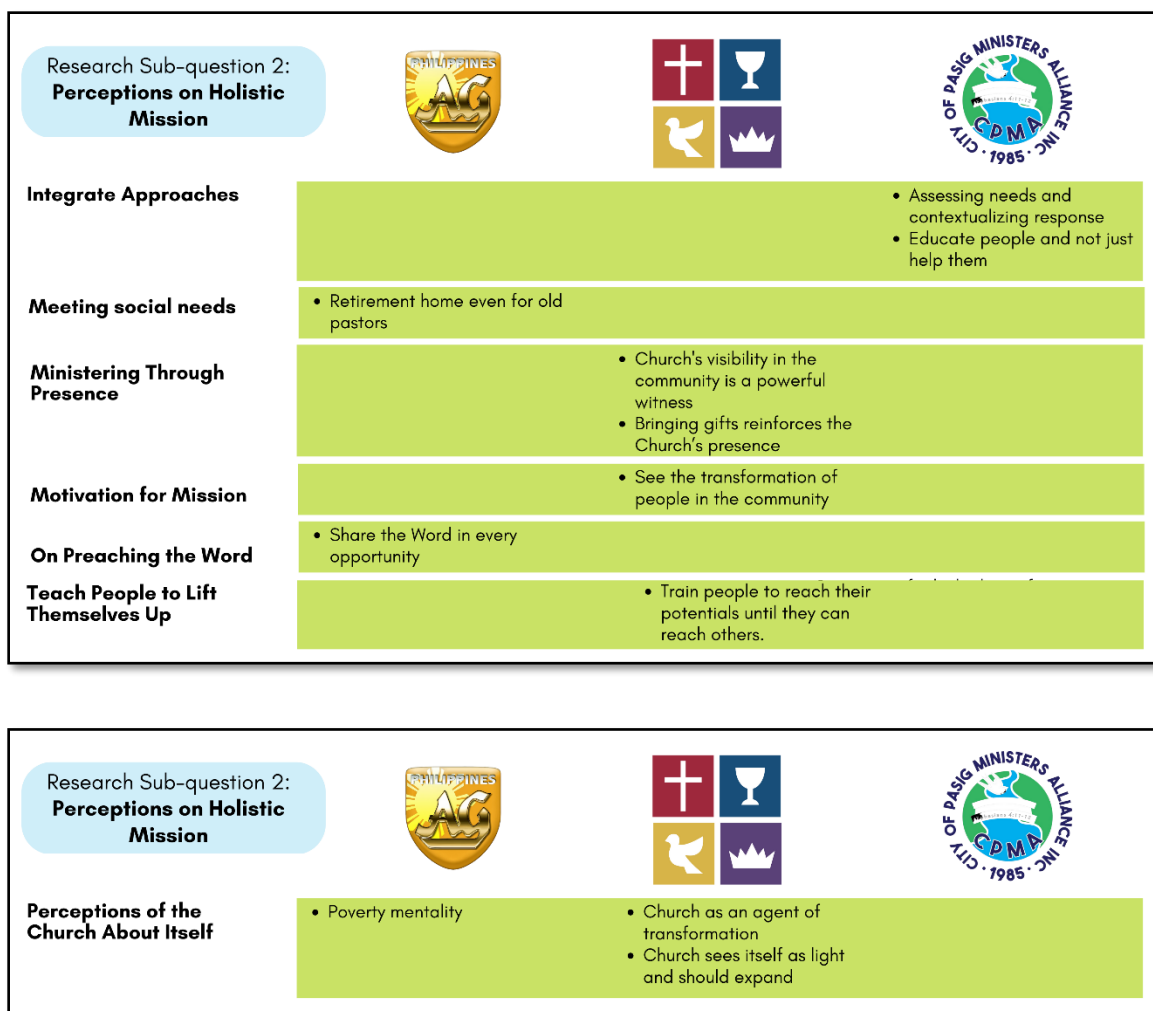 Research Sub-question 2:
Perceptions on Holistic
Mission
PHILIPPINES
AG
CITY OF PASIG MINISTERS ALLIANCE INC
CPMA
1985
Integrate Approaches
• Assessing needs and
contextualizing response
• Educate people and not just
help them
Meeting social needs
• Retirement home even for old
pastors
Ministering Through
Presence
• Church's visibility in the
community is a powerful
witness
• Bringing gifts reinforces the
Church’s presence
Motivation for Mission
• See the transformation of
people in the community
On Preaching the Word
• Share the Word in every
opportunity
Teach People to Lift
Themselves Up
• Train people to reach their
potentials until they can
reach others.
Research Sub-question 2:
Perceptions on Holistic
Mission
PHILIPPINES
AG
CITY OF PASIG MINISTERS ALLIANCE INC
CPMA
1985
Perceptions of the
Church About Itself
• Poverty mentality
• Church as an agent of
transformation
• Church sees itself as light
and should expand